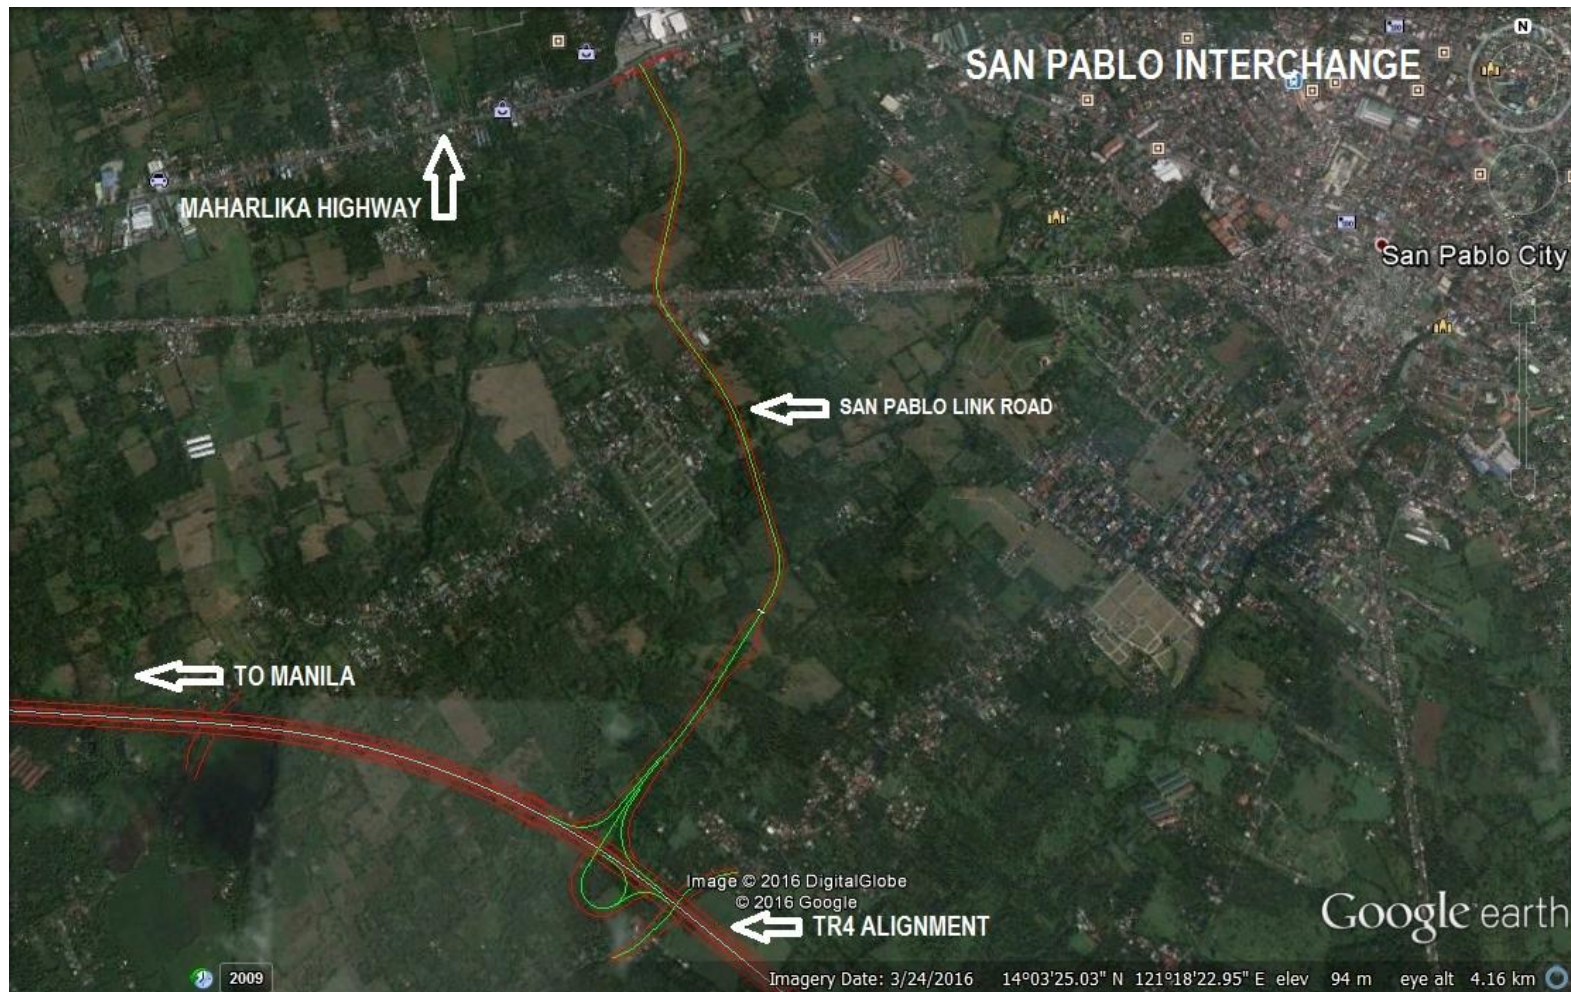 N
SAN PABLO INTERCHANGE
MAHARLIKA HIGHWAY
San Pablo City
SAN PABLO LINK ROAD
TO MANILA
Image © 2016 DigitalGlobe
© 2016 Google
TR4 ALIGNMENT
Google earth
2009
Imagery Date: 3/24/2016 14°03'25.03" N 121°18'22.95" E elev 94 m eye alt 4.16 km